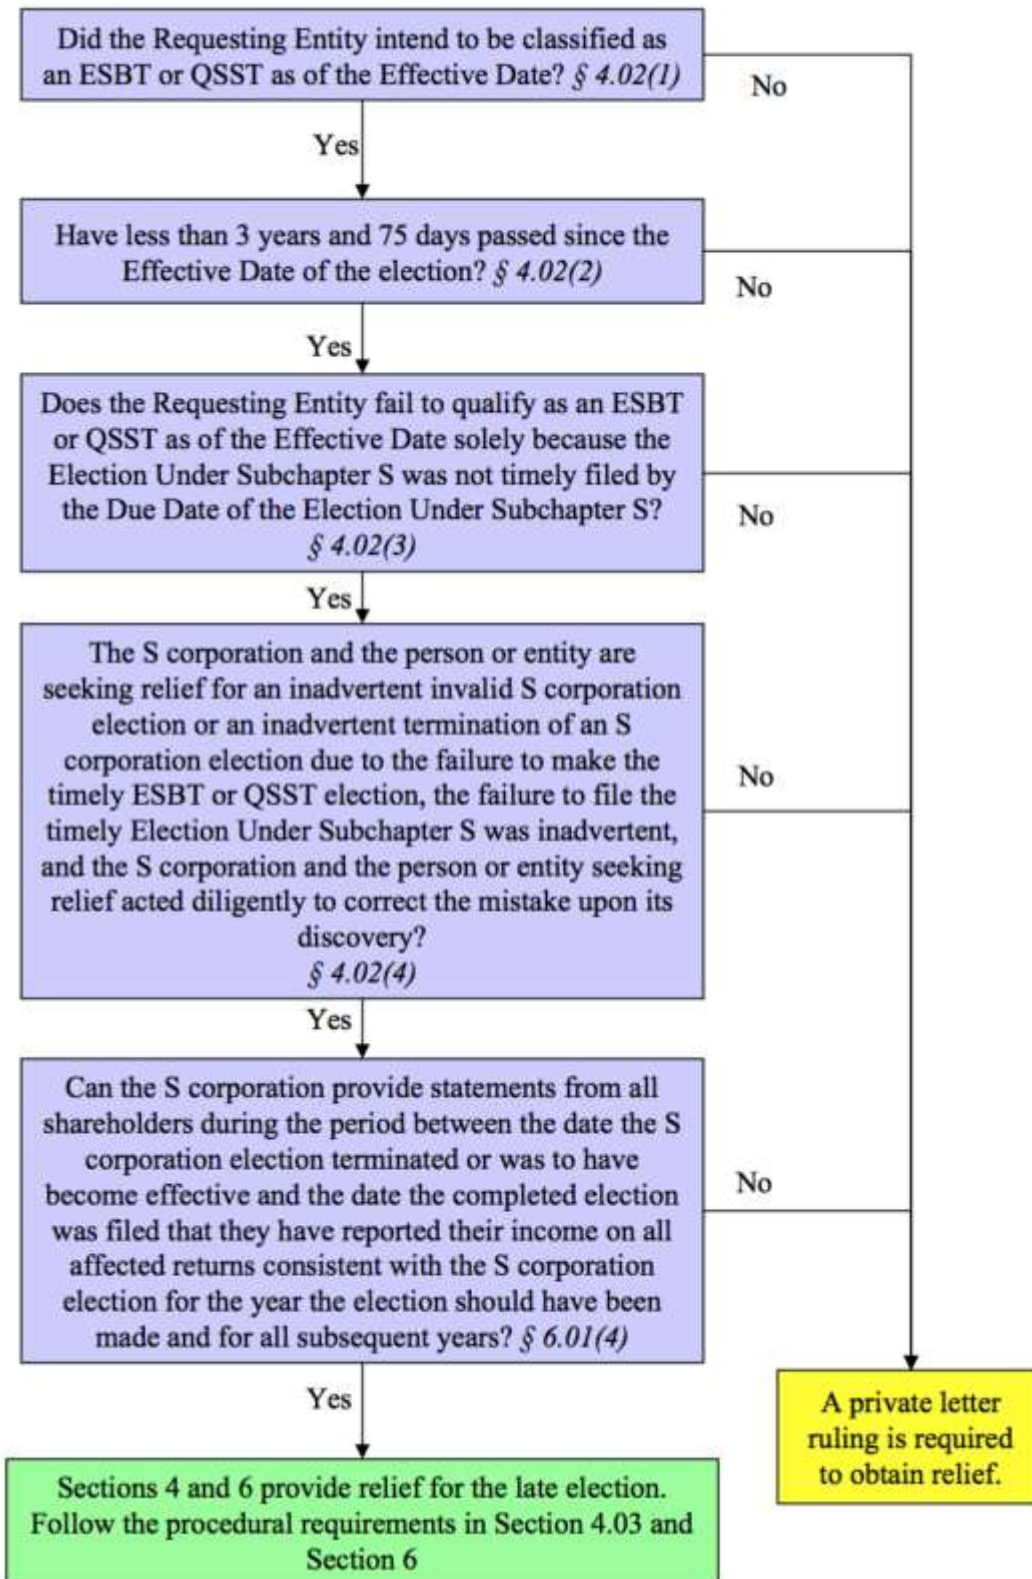 Did the Requesting Entity intend to be classified as
an ESBT or QSST as of the Effective Date? § 4.02(1)
No
Yes
Have less than 3 years and 75 days passed since the
Effective Date of the election? § 4.02(2)
No
Yes
Does the Requesting Entity fail to qualify as an ESBT
or QSST as of the Effective Date solely because the
Election Under Subchapter S was not timely filed by
the Due Date of the Election Under Subchapter S?
§ 4.02(3)
No
Yes
The S corporation and the person or entity are
seeking relief for an inadvertent invalid S corporation
election or an inadvertent termination of an S
corporation election due to the failure to make the
timely ESBT or QSST election, the failure to file the
timely Election Under Subchapter S was inadvertent,
and the S corporation and the person or entity seeking
relief acted diligently to correct the mistake upon its
discovery?
§ 4.02(4)
No
Yes
Can the S corporation provide statements from all
shareholders during the period between the date the S
corporation election terminated or was to have
become effective and the date the completed election
was filed that they have reported their income on all
affected returns consistent with the S corporation
election for the year the election should have been
made and for all subsequent years? § 6.01(4)
No
Yes
A private letter
ruling is required
to obtain relief.
Sections 4 and 6 provide relief for the late election.
Follow the procedural requirements in Section 4.03 and
Section 6